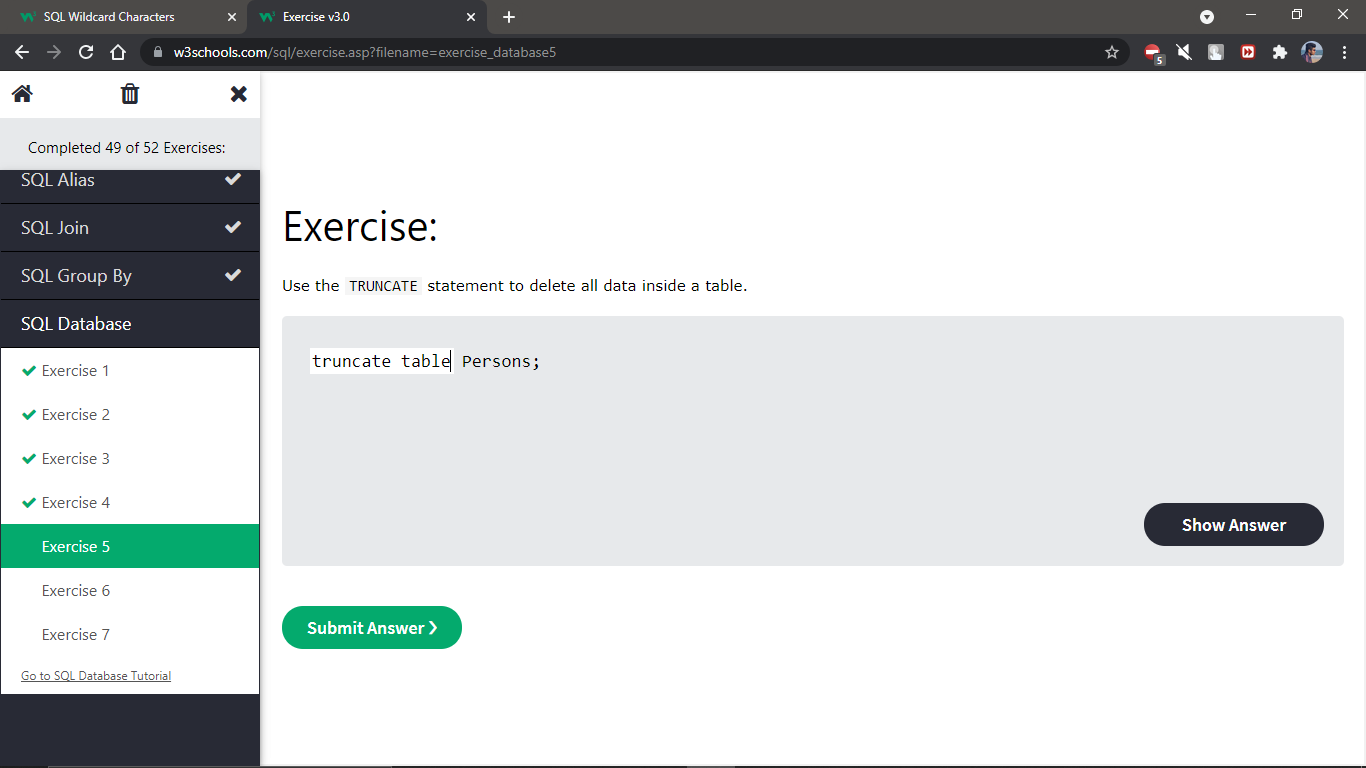 SQL Wildcard Characters
Exercise v3.0
w3schools.com/sql/exercise.asp?filename=exercise_database5
5
Completed 49 of 52 Exercises:
SQL Alias
SQL Join
SQL Group By
SQL Database
Exercise 1
Exercise 2
Exercise 3
Exercise 4
Exercise 5
Exercise 6
Exercise 7
Go to SQL Database Tutorial
Exercise:
Use the TRUNCATE statement to delete all data inside a table.
truncate table Persons;
Show Answer
Submit Answer ❯